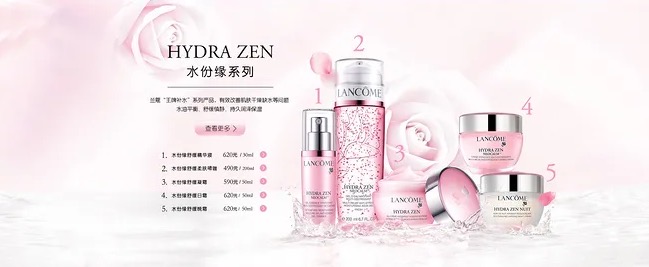 HYDRA ZEN
水份缘系列
兰蔻“王牌补水”系列产品，有效改善肌肤干燥缺水等问题
水油平衡、舒缓镇静、持久润泽保湿
查看更多
1. 水份缘舒缓精华液 620元 / 30ml
2. 水份缘舒缓柔肤啫喱 490元 / 200ml
3. 水份缘舒缓凝霜 590元 / 50ml
4. 水份缘舒缓日霜 620元 / 50ml
5. 水份缘舒缓晚霜 620元 / 50ml
1
2
3
4
5
LANCÔME
HYDRA ZEN
NEOCALM
LANCÔME
HYDRA ZEN
NEOCALM
LANCÔME
HYDRA ZEN
LANCÔME
HYDRA ZEN
NEOCALM
LANCÔME
HYDRA ZEN NUIT